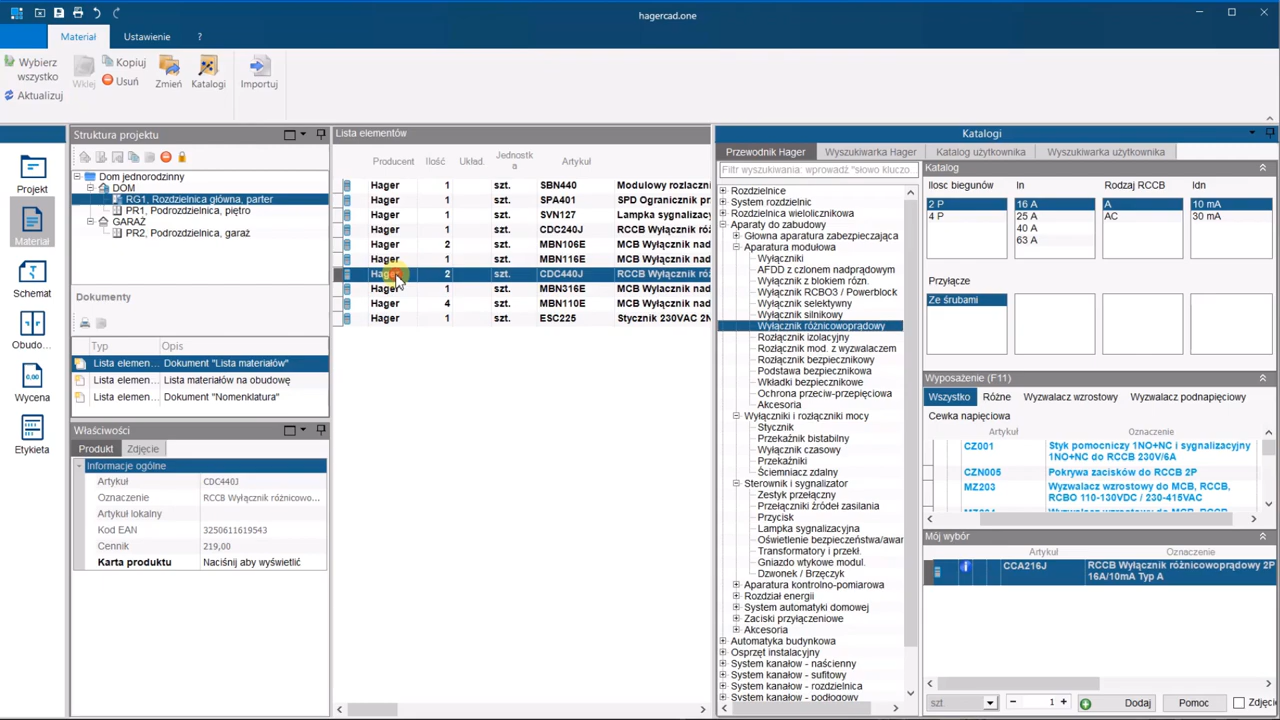 hagercad.one
Materiał
Ustawienie
?
Wybierz wszystko
Aktualizuj
Wklej
Kopiuj
Usuń
Zmień
Katalogi
Importuj
Projekt
Materiał
Schemat
Obudo...
Wycena
Etykieta
Struktura projektu
Dom jednorodzinny
DOM
RG1, Rozdzielnica główna, parter
PR1, Podrozdzielnica, piętro
GARAŻ
PR2, Podrozdzielnica, garaż
Dokumenty
Typ Opis
Lista elemen... Dokument "Lista materiałów"
Lista elemen... Lista materiałów na obudowę
Lista elemen... Dokument "Nomenklatura"
Właściwości
Produkt Zdjęcie
Informacje ogólne
Artykuł CDC440J
Oznaczenie RCCB Wyłącznik różnicowo...
Artykuł lokalny
Kod EAN 3250611619543
Cennik 219,00
Karta produktu Naciśnij aby wyświetlić
Lista elementów
Producent Ilość Układ. Jednostka Artykuł
Hager 1 szt. SBN440 Modulowy rozlacz
Hager 1 szt. SPA401 SPD Ogranicznik pr
Hager 1 szt. SVN127 Lampka sygnalizacy
Hager 1 szt. CDC240J RCCB Wyłącznik róż
Hager 2 szt. MBN106E MCB Wyłącznik nad
Hager 1 szt. MBN116E MCB Wyłącznik nad
Hager 2 szt. CDC440J RCCB Wyłącznik róż
Hager 1 szt. MBN316E MCB Wyłącznik nad
Hager 4 szt. MBN110E MCB Wyłącznik nad
Hager 1 szt. ESC225 Stycznik 230VAC 2N
Katalogi
Przewodnik Hager
Wyszukiwarka Hager
Katalog użytkownika
Wyszukiwarka użytkownika
Filtr wyszukiwania: wprowadź "słowo kluczo
Rozdzielnice
System rozdzielnic
Rozdzielnica wielolicznikowa
Aparaty do zabudowy
Głowna aparatura zabezpieczająca
Aparatura modułowa
Wyłączniki
AFDD z członem nadprądowym
Wyłącznik z blokiem różn.
Wyłącznik RCBO3 / Powerblock
Wyłącznik selektywny
Wyłącznik silnikowy
Wyłącznik różnicowoprądowy
Rozłącznik izolacyjny
Rozłącznik mod. z wyzwalaczem
Rozłącznik bezpiecznikowy
Podstawa bezpiecznikowa
Wkładki bezpiecznikowe
Ochrona przeciw-przepięciowa
Akcesoria
Wyłączniki i rozłączniki mocy
Stycznik
Przekaźnik bistabilny
Wyłącznik czasowy
Przekaźniki
Ściemniacz zdalny
Sterownik i sygnalizator
Zestyk przełączny
Przełączniki źródeł zasilania
Przycisk
Lampka sygnalizacyjna
Oświetlenie bezpieczeństwa/awar
Transformatory i przekł.
Gniazdo wtykowe modul.
Dzwonek / Brzęczyk
Aparatura kontrolno-pomiarowa
Rozdział energii
System automatyki domowej
Zaciski przyłączeniowe
Akcesoria
Automatyka budynkowa
Osprzęt instalacyjny
System kanałow - naścienny
System kanałow - sufitowy
System kanałow - rozdzielnica
System kanałow - podłogowy
Katalog
Ilosc biegunów In Rodzaj RCCB Idn
2 P 16 A A 10 mA
4 P 25 A AC 30 mA
40 A
63 A
Przyłącze
Ze śrubami
Wyposażenie (F11)
Wszystko Różne Wyzwalacz wzrostowy Wyzwalacz podnapięciowy
Cewka napięciowa
Artykuł Oznaczenie
CZ001 Styk pomocniczy 1NO+NC i sygnalizacyjny
1NO+NC do RCCB 230V/6A
CZN005 Pokrywa zacisków do RCCB 2P
MZ203 Wyzwalacz wzrostowy do MCB, RCCB,
RCBO 110-130VDC / 230-415VAC
Mój wybór
Artykuł Oznaczenie
CCA216J RCCB Wyłącznik różnicowoprądowy 2P
16A/10mA Typ A
szt. − 1 + Dodaj Pomoc Zdjęci